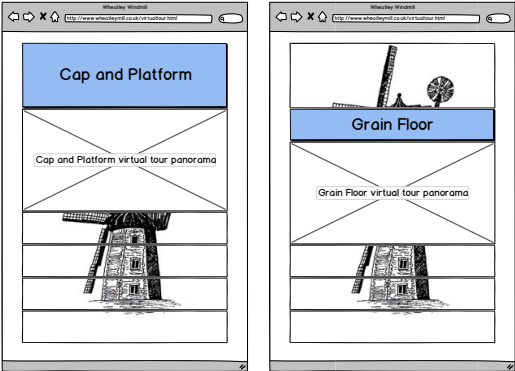 Wheatley Windmill
http://www.wheatleymill.co.uk/virtualtour.html
Cap and Platform
Cap and Platform virtual tour panorama
Wheatley Windmill
http://www.wheatleymill.co.uk/virtualtour.html
Grain Floor
Grain Floor virtual tour panorama